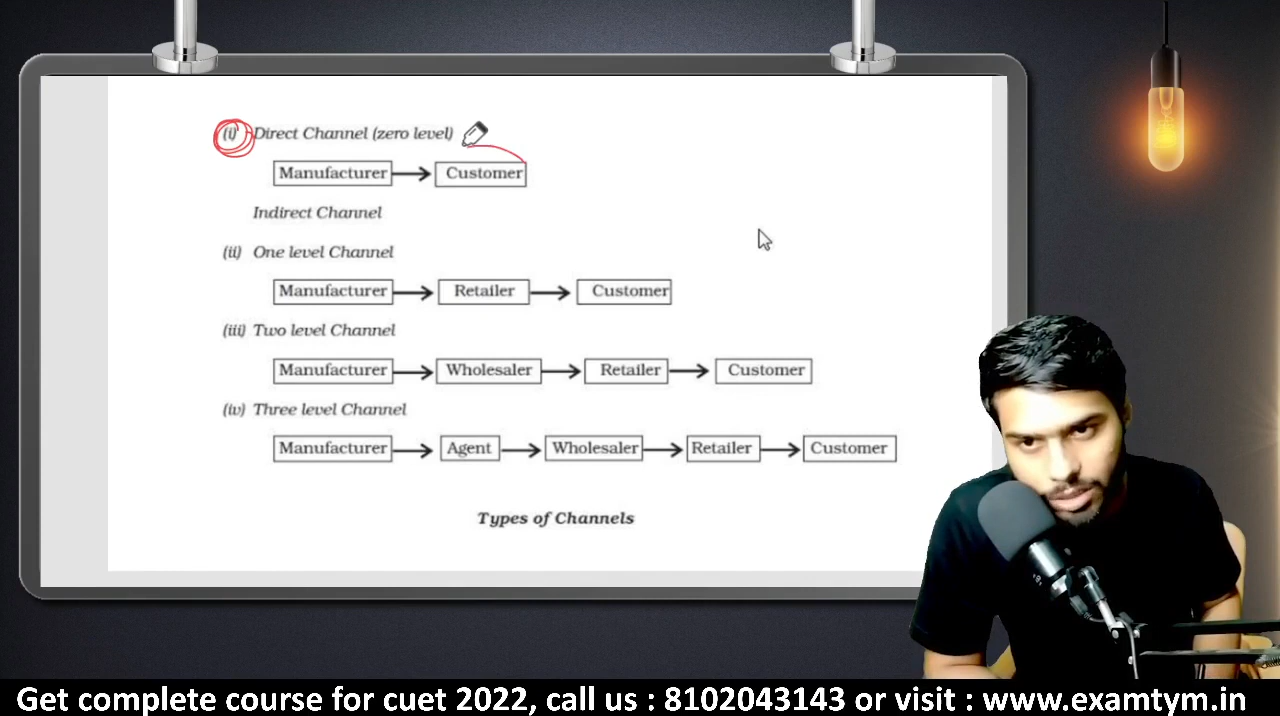 (i) Direct Channel (zero level)
Manufacturer Customer
Indirect Channel
(ii) One level Channel
Manufacturer Retailer Customer
(iii) Two level Channel
Manufacturer Wholesaler Retailer Customer
(iv) Three level Channel
Manufacturer Agent Wholesaler Retailer Customer
Types of Channels
Get complete course for cuet 2022, call us : 8102043143 or visit : www.examtym.in